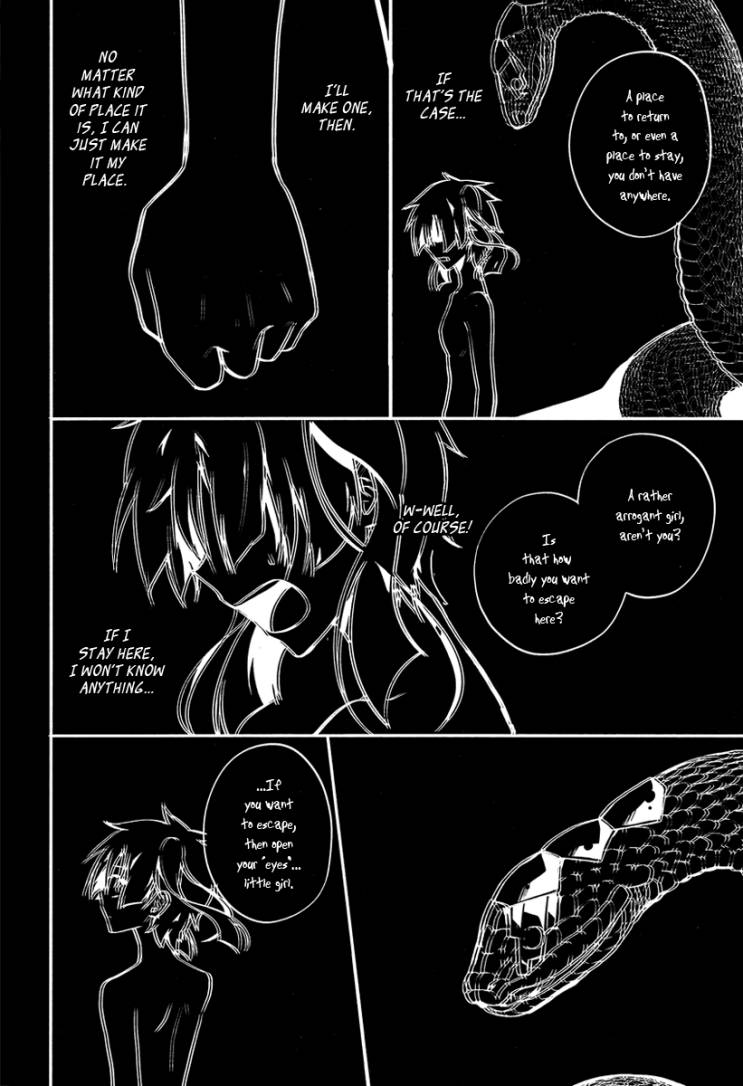 A place
to return
to, or even a
place to stay,
you don't have
anywhere.
IF
THAT'S THE
CASE...
I'LL
MAKE ONE,
THEN.
NO
MATTER
WHAT KIND
OF PLACE IT
IS, I CAN
JUST MAKE
IT MY
PLACE.
A rather
arrogant girl,
aren't you?
Is
that how
badly you want
to escape
here?
W-WELL,
OF COURSE!
IF I
STAY HERE,
I WON'T KNOW
ANYTHING...
...If
you want
to escape,
then open
your "eyes"...
little girl.